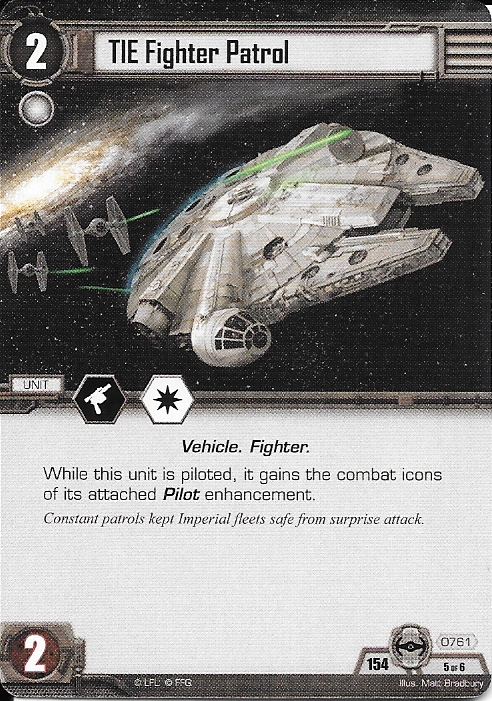 2
TIE Fighter Patrol
UNIT
Vehicle. Fighter.
While this unit is piloted, it gains the combat icons
of its attached Pilot enhancement.
Constant patrols kept Imperial fleets safe from surprise attack.
2
0761
154
5 OF 6
© LFL © FFG
Illus. Matt Bradbury